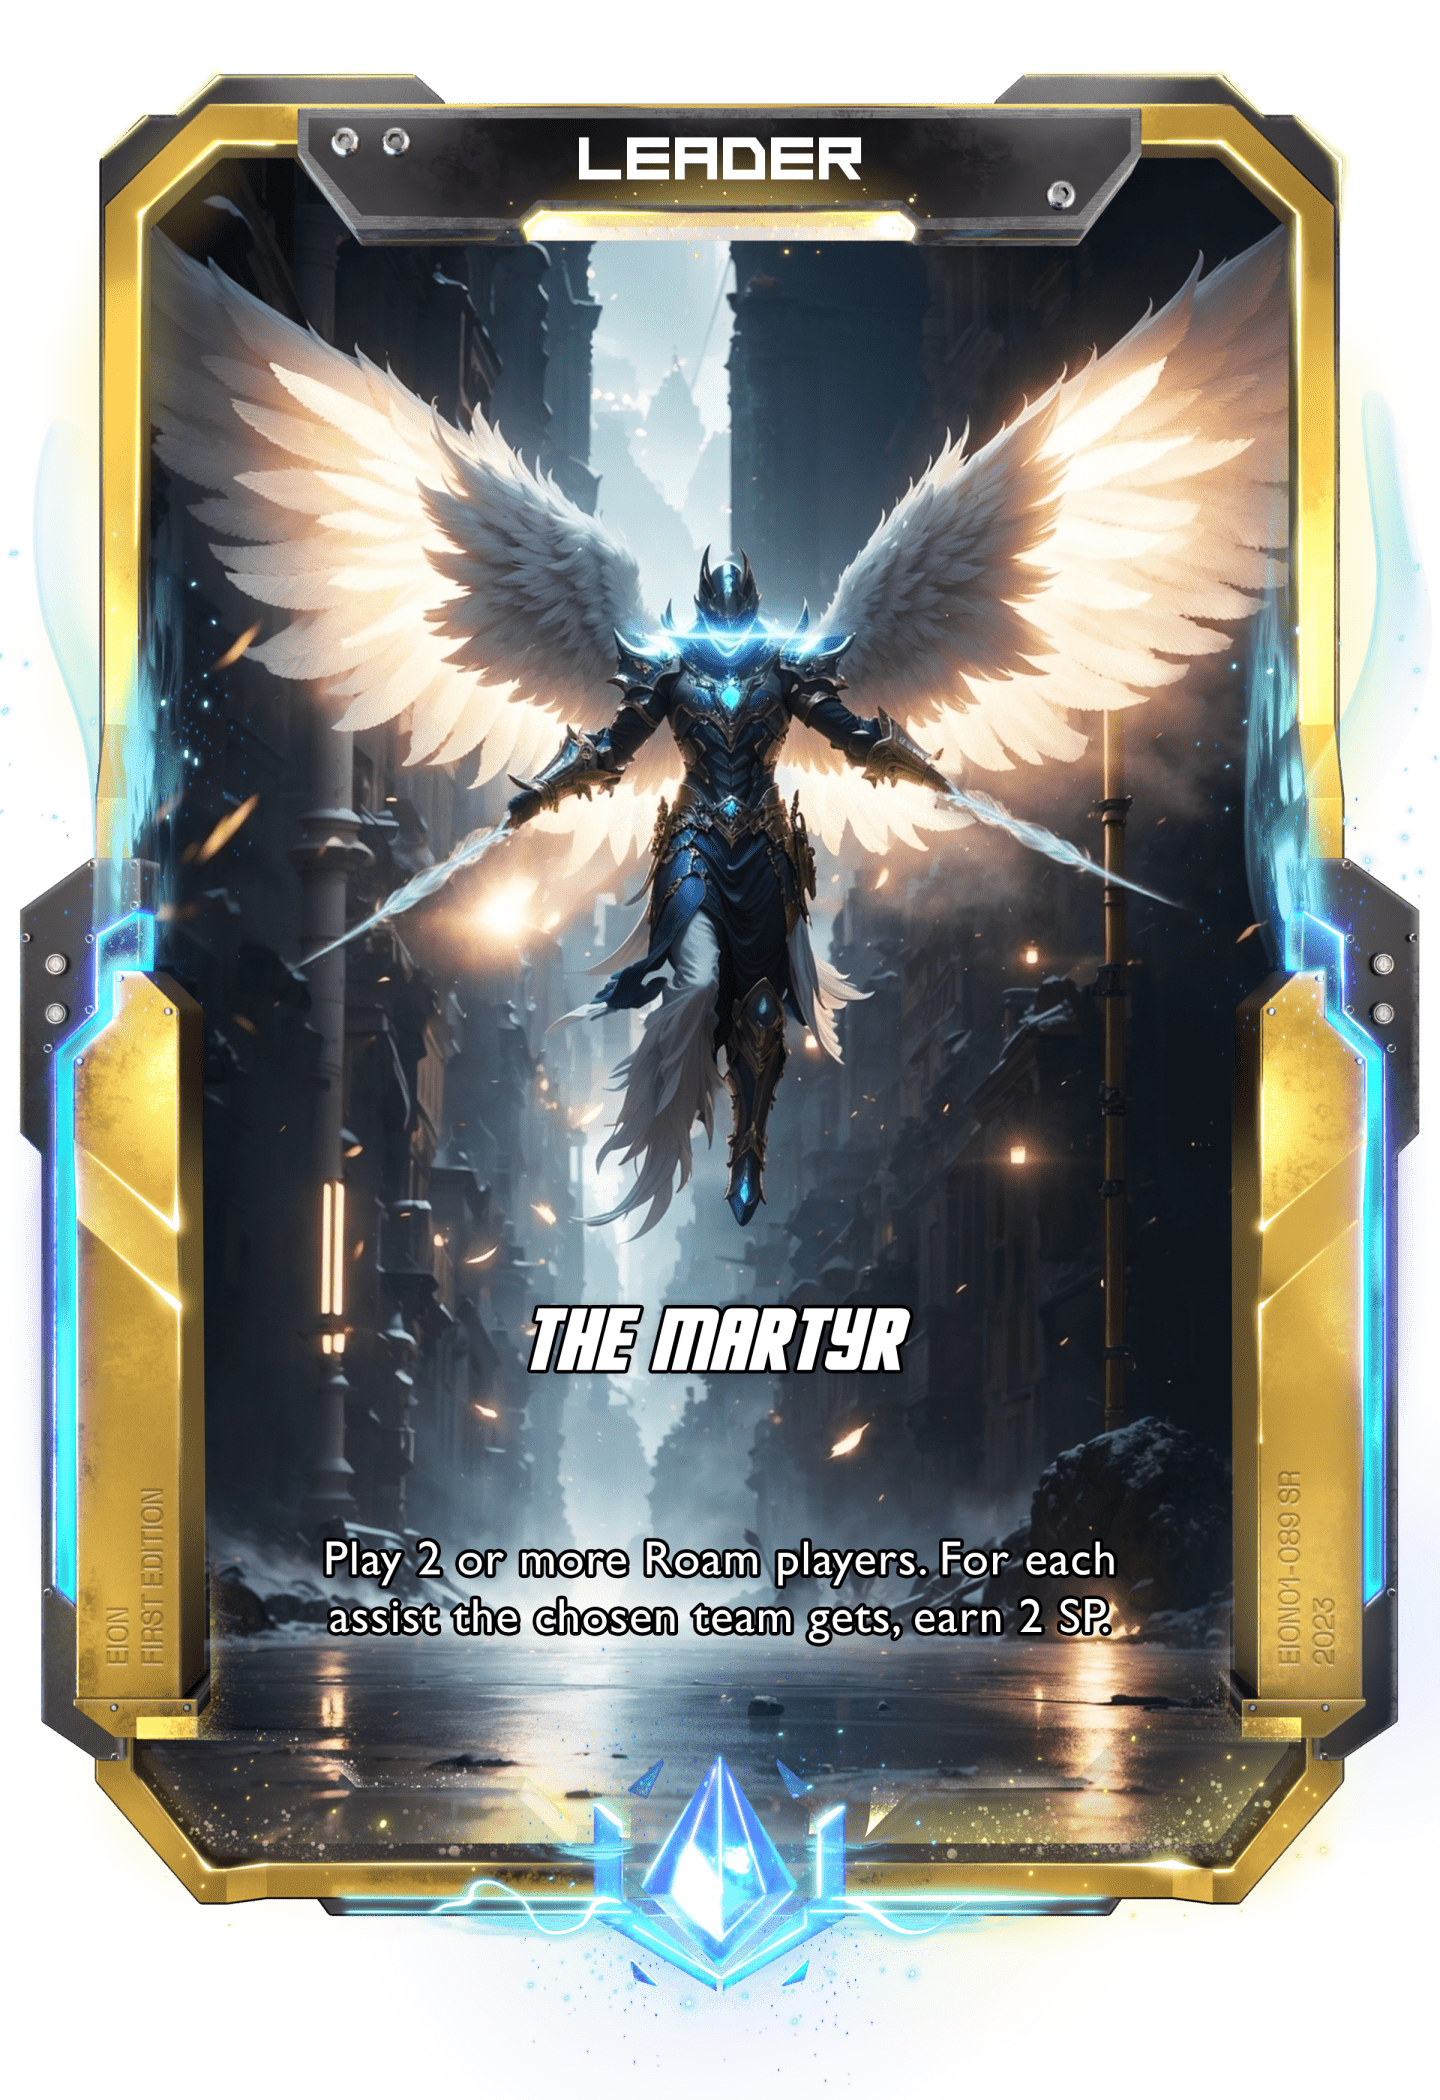 LEADER
THE MARTYR
Play 2 or more Roam players. For each
assist the chosen team gets, earn 2 SP.
EION
FIRST EDITION
EION01-089 SR
2023